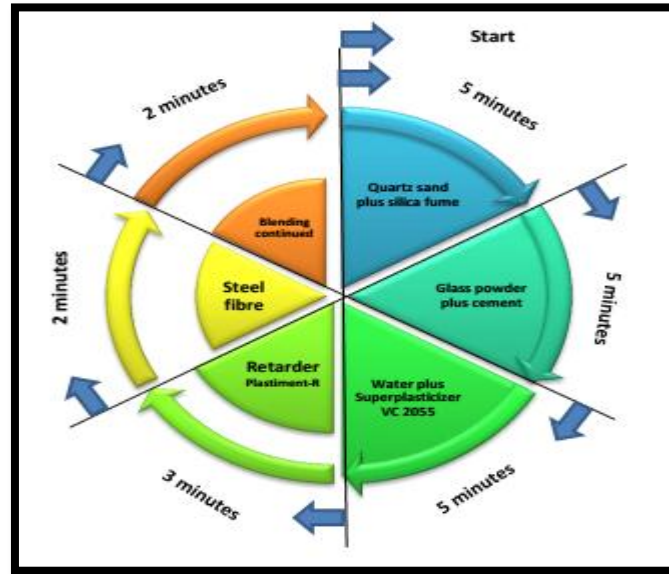 Start
5 minutes
Quartz sand
plus silica fume
5 minutes
Glass powder
plus cement
5 minutes
Water plus
Superplasticizer
VC 2055
3 minutes
Retarder
Plastiment-R
2 minutes
Steel
fibre
2 minutes
Blending
continued